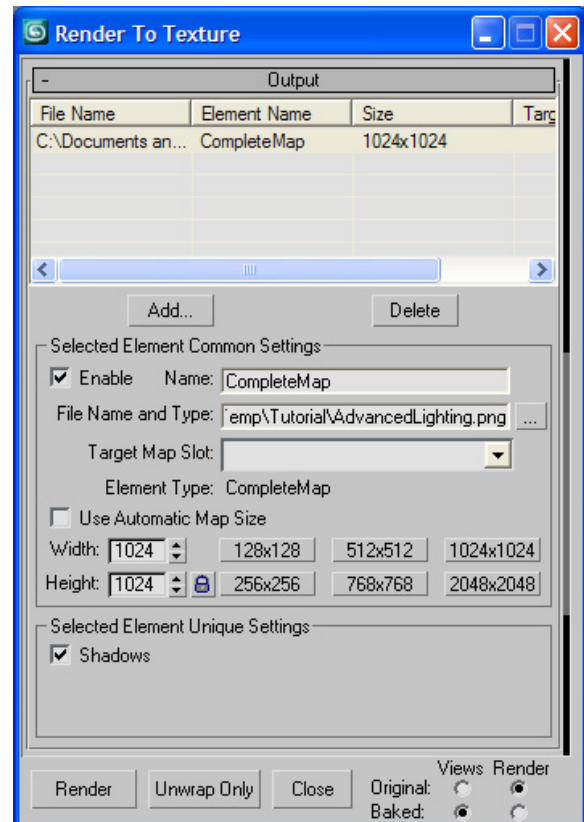 Render To Texture
- Output
File Name Element Name Size Targ
C:\Documents an... CompleteMap 1024x1024
Add... Delete
Selected Element Common Settings
Enable Name: CompleteMap
File Name and Type: emp\Tutorial\AdvancedLighting.png ...
Target Map Slot:
Element Type: CompleteMap
Use Automatic Map Size
Width: 1024 128x128 512x512 1024x1024
Height: 1024 256x256 768x768 2048x2048
Selected Element Unique Settings
Shadows
Views Render
Render Unwrap Only Close Original:
Baked: